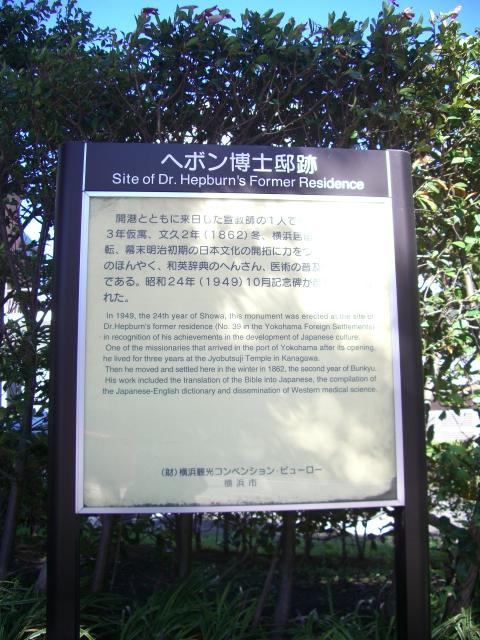 ヘボン博士邸跡
Site of Dr. Hepburn's Former Residence
開港とともに来日した宣教師の1人で
3年仮寓、文久2年(1862)冬、横浜居
転、幕末明治初期の日本文化の開拓に力をつ
のほんやく、和英辞典のへんさん、医術の普及
である。昭和24年(1949)10月記念碑が
れた。
In 1949, the 24th year of Showa, this monument was erected at the site of
Dr.Hepburn's former residence (No. 39 in the Yokohama Foreign Settlements)
in recognition of his achievements in the development of Japanese culture.
One of the missionaries that arrived in the port of Yokohama after its opening,
he lived for three years at the Jyobutsuji Temple in Kanagawa.
Then he moved and settled here in the winter in 1862, the second year of Bunkyu.
His work included the translation of the Bible into Japanese, the compilation of
the Japanese-English dictionary and dissemination of Western medical science.
(財)横浜観光コンベンション・ビューロー
横浜市